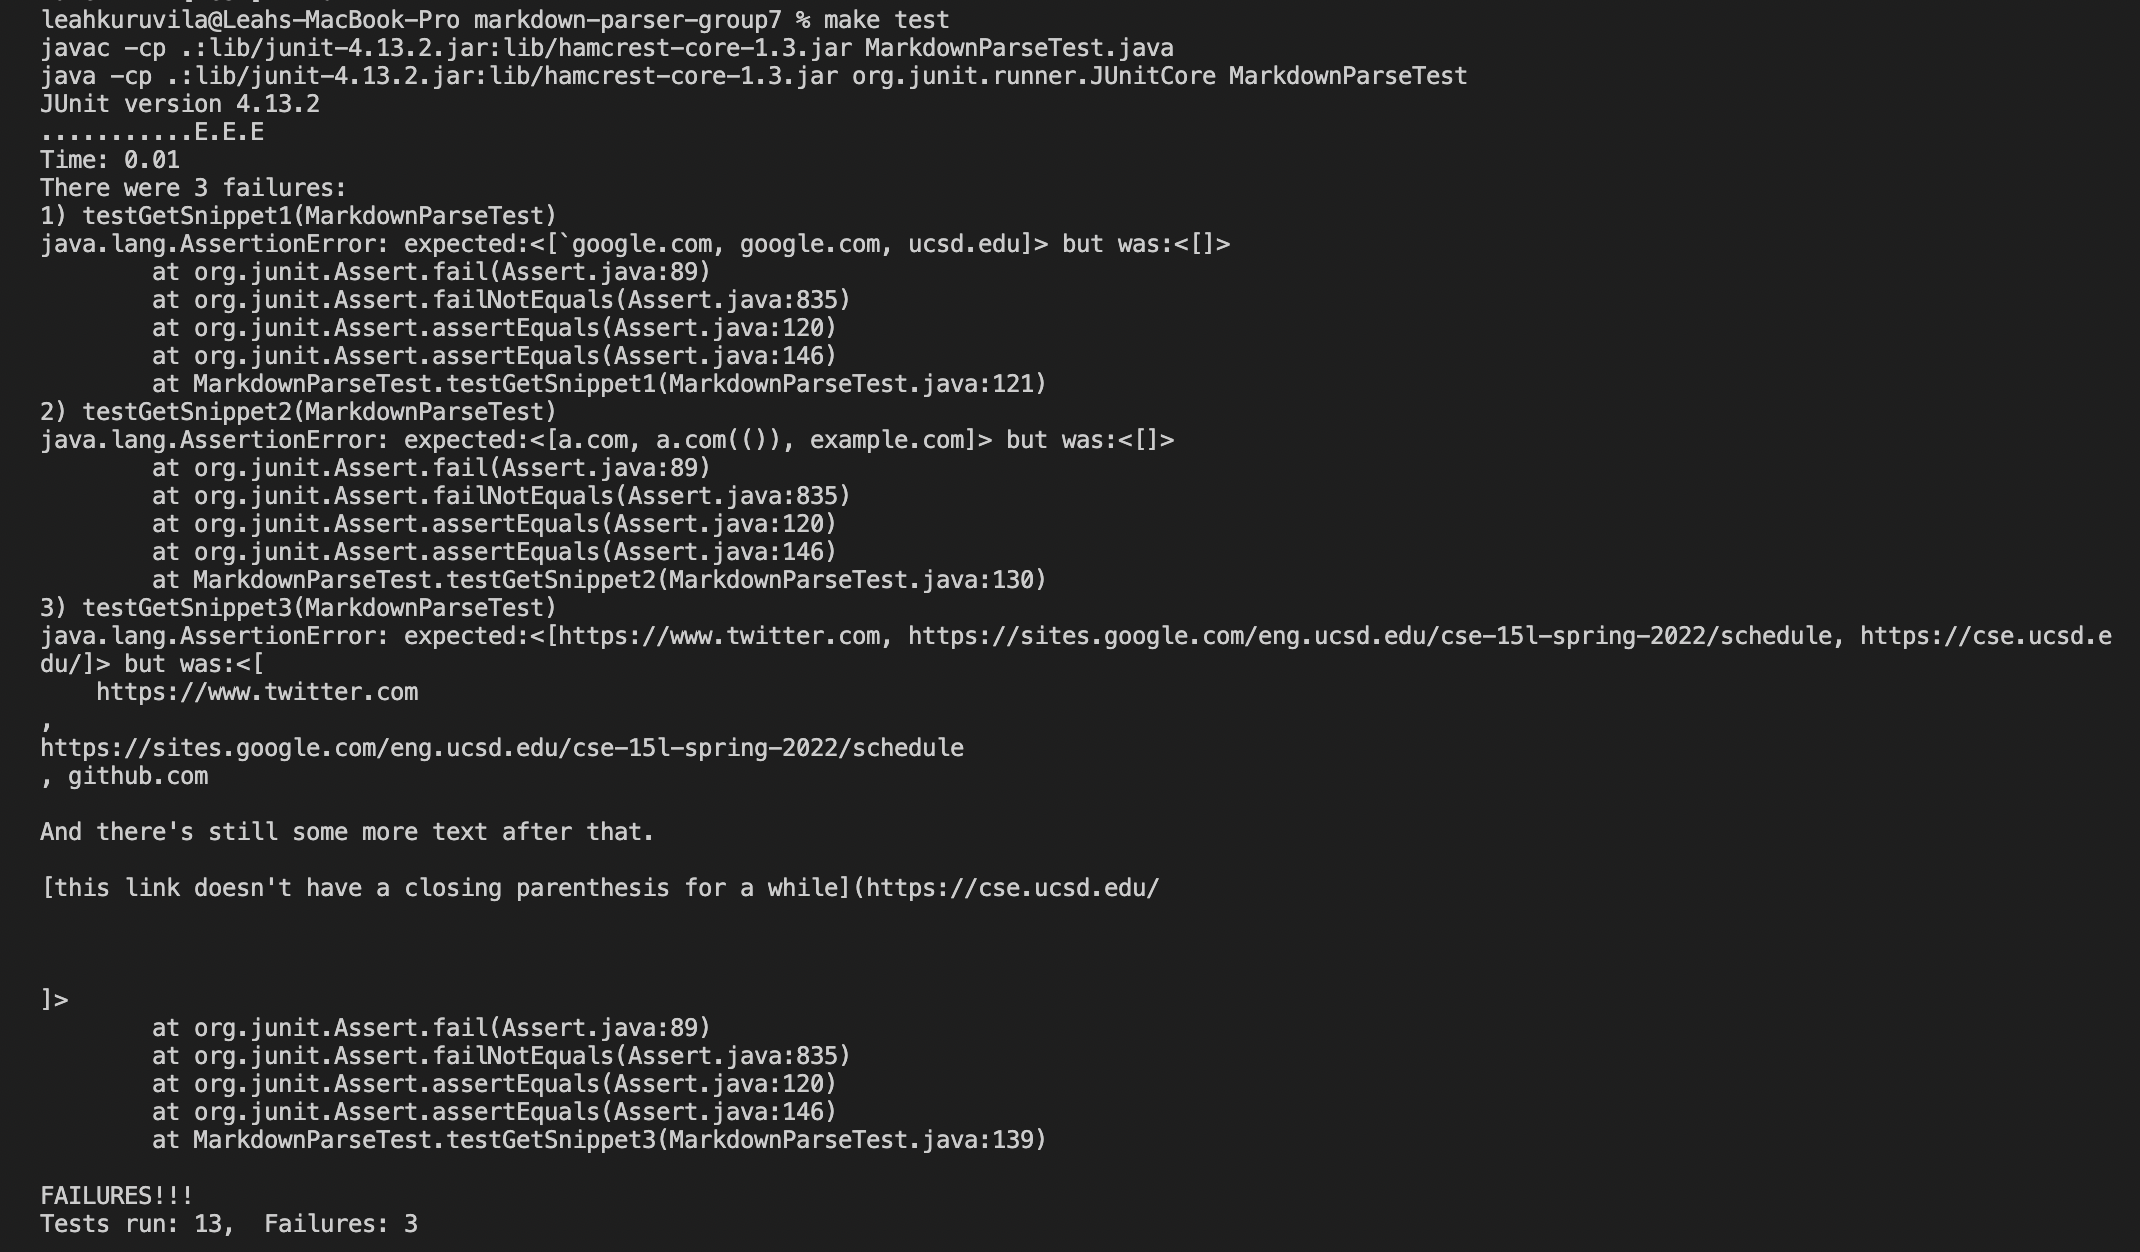 leahkuruvila@Leahs-MacBook-Pro markdown-parser-group7 % make test
javac -cp .:lib/junit-4.13.2.jar:lib/hamcrest-core-1.3.jar MarkdownParseTest.java
java -cp .:lib/junit-4.13.2.jar:lib/hamcrest-core-1.3.jar org.junit.runner.JUnitCore MarkdownParseTest
JUnit version 4.13.2
...........E.E.E
Time: 0.01
There were 3 failures:
1) testGetSnippet1(MarkdownParseTest)
java.lang.AssertionError: expected:<[`google.com, google.com, ucsd.edu]> but was:<[]>
        at org.junit.Assert.fail(Assert.java:89)
        at org.junit.Assert.failNotEquals(Assert.java:835)
        at org.junit.Assert.assertEquals(Assert.java:120)
        at org.junit.Assert.assertEquals(Assert.java:146)
        at MarkdownParseTest.testGetSnippet1(MarkdownParseTest.java:121)
2) testGetSnippet2(MarkdownParseTest)
java.lang.AssertionError: expected:<[a.com, a.com(()), example.com]> but was:<[]>
        at org.junit.Assert.fail(Assert.java:89)
        at org.junit.Assert.failNotEquals(Assert.java:835)
        at org.junit.Assert.assertEquals(Assert.java:120)
        at org.junit.Assert.assertEquals(Assert.java:146)
        at MarkdownParseTest.testGetSnippet2(MarkdownParseTest.java:130)
3) testGetSnippet3(MarkdownParseTest)
java.lang.AssertionError: expected:<[https://www.twitter.com, https://sites.google.com/eng.ucsd.edu/cse-15l-spring-2022/schedule, https://cse.ucsd.e
du/]> but was:<[
    https://www.twitter.com
,
https://sites.google.com/eng.ucsd.edu/cse-15l-spring-2022/schedule
, github.com

And there's still some more text after that.

[this link doesn't have a closing parenthesis for a while](https://cse.ucsd.edu/



]>
        at org.junit.Assert.fail(Assert.java:89)
        at org.junit.Assert.failNotEquals(Assert.java:835)
        at org.junit.Assert.assertEquals(Assert.java:120)
        at org.junit.Assert.assertEquals(Assert.java:146)
        at MarkdownParseTest.testGetSnippet3(MarkdownParseTest.java:139)

FAILURES!!!
Tests run: 13,  Failures: 3